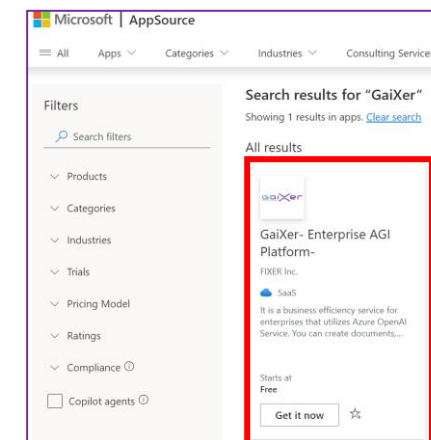 Microsoft | AppSource
All Apps Categories Industries Consulting Service
Filters
Search filters
Products
Categories
Industries
Trials
Pricing Model
Ratings
Compliance
Copilot agents
Search results for “GaiXer”
Showing 1 results in apps. Clear search
All results
GaiXer
GaiXer- Enterprise AGI
Platform-
FIXER Inc.
SaaS
It is a business efficiency service for
enterprises that utilizes Azure OpenAI
Service. You can create documents,...
Starts at
Free
Get it now